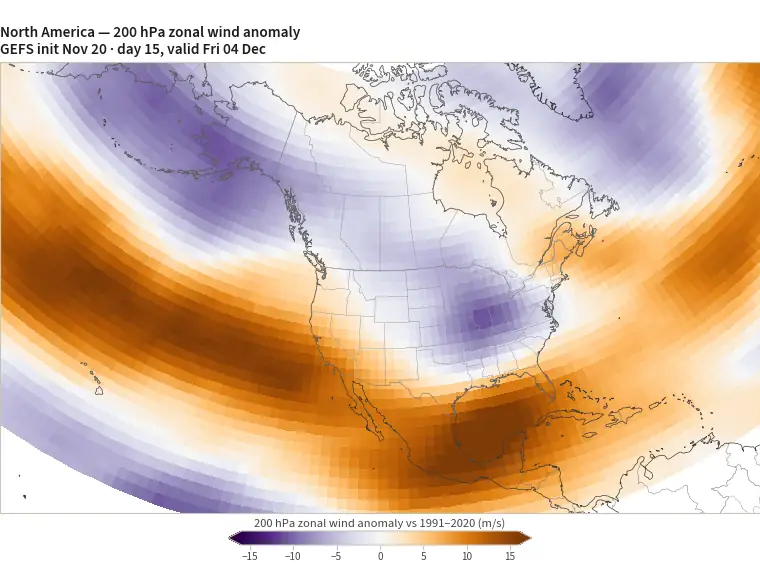 North America — 200 hPa zonal wind anomaly
GEFS init Nov 20 · day 15, valid Fri 04 Dec
200 hPa zonal wind anomaly vs 1991–2020 (m/s)
−15 −10 −5 0 5 10 15